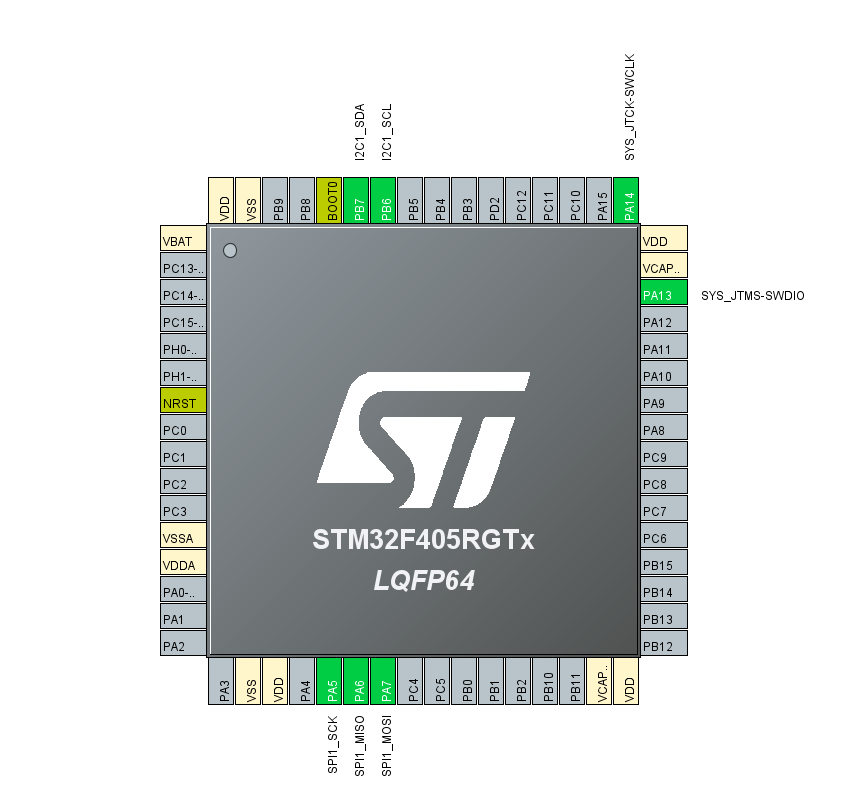 SYS_JTCK-SWCLK
I2C1_SDA
I2C1_SCL
VDD
VSS
PB9
PB8
BOOT0
PB7
PB6
PB5
PB4
PB3
PD2
PC12
PC11
PC10
PA15
PA14
VBAT
PC13-..
PC14-..
PC15-..
PH0-..
PH1-..
NRST
PC0
PC1
PC2
PC3
VSSA
VDDA
PA0-..
PA1
PA2
ST
STM32F405RGTx
LQFP64
VDD
VCAP..
PA13
SYS_JTMS-SWDIO
PA12
PA11
PA10
PA9
PA8
PC9
PC8
PC7
PC6
PB15
PB14
PB13
PB12
PA3
VSS
VDD
PA4
PA5
PA6
PA7
PC4
PC5
PB0
PB1
PB2
PB10
PB11
VCAP..
VDD
SPI1_SCK
SPI1_MISO
SPI1_MOSI